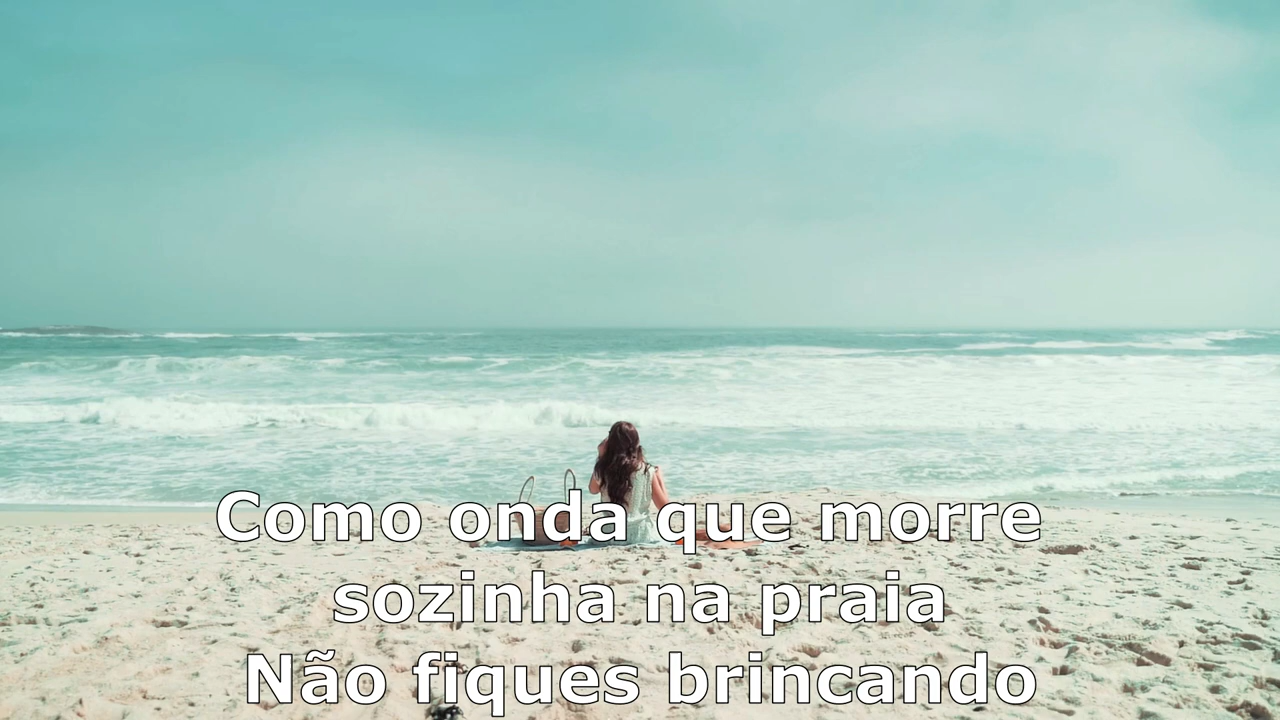 Como onda que morre
sozinha na praia
Não fiques brincando